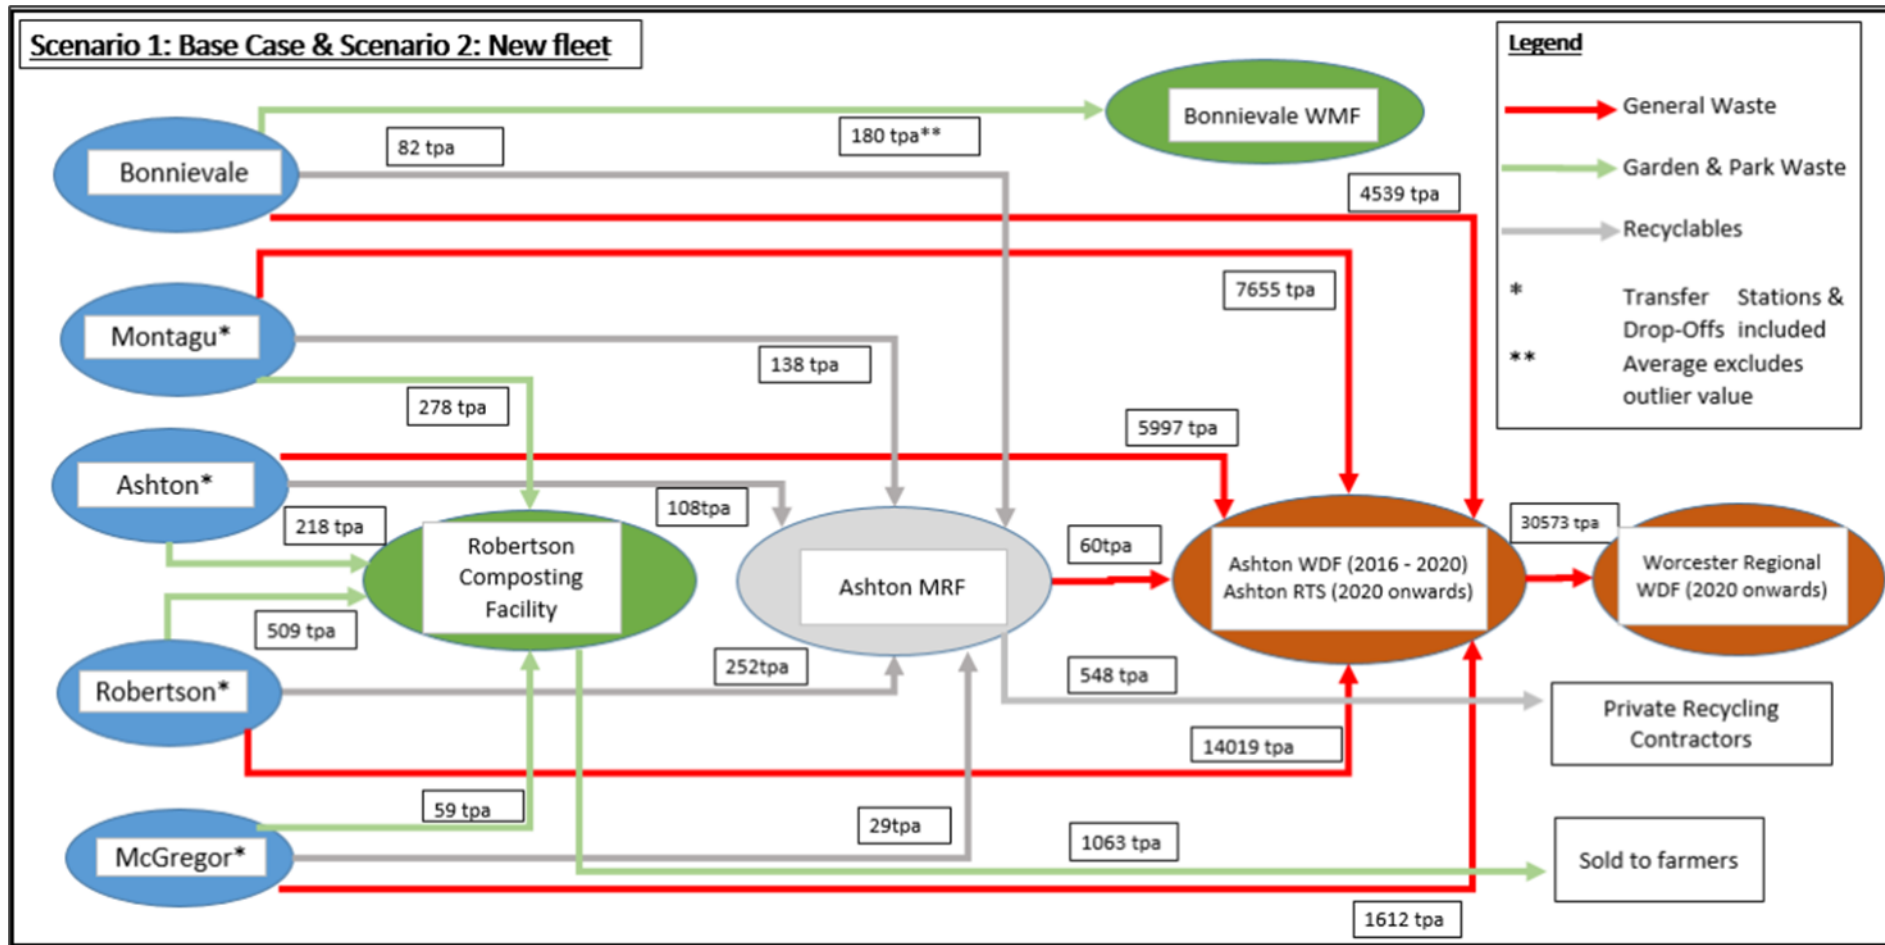 Scenario 1: Base Case & Scenario 2: New fleet
Legend
General Waste
Garden & Park Waste
Recyclables
* Transfer Stations &
Drop-Offs included
** Average excludes
outlier value
Bonnievale WMF
82 tpa
180 tpa**
Bonnievale
4539 tpa
7655 tpa
Montagu*
138 tpa
278 tpa
5997 tpa
Ashton*
108tpa
218 tpa
30573 tpa
Robertson
Composting
Facility
60tpa
Ashton MRF
Ashton WDF (2016 - 2020)
Ashton RTS (2020 onwards)
Worcester Regional
WDF (2020 onwards)
509 tpa
252tpa
548 tpa
Robertson*
Private Recycling
Contractors
14019 tpa
59 tpa
29tpa
1063 tpa
McGregor*
Sold to farmers
1612 tpa